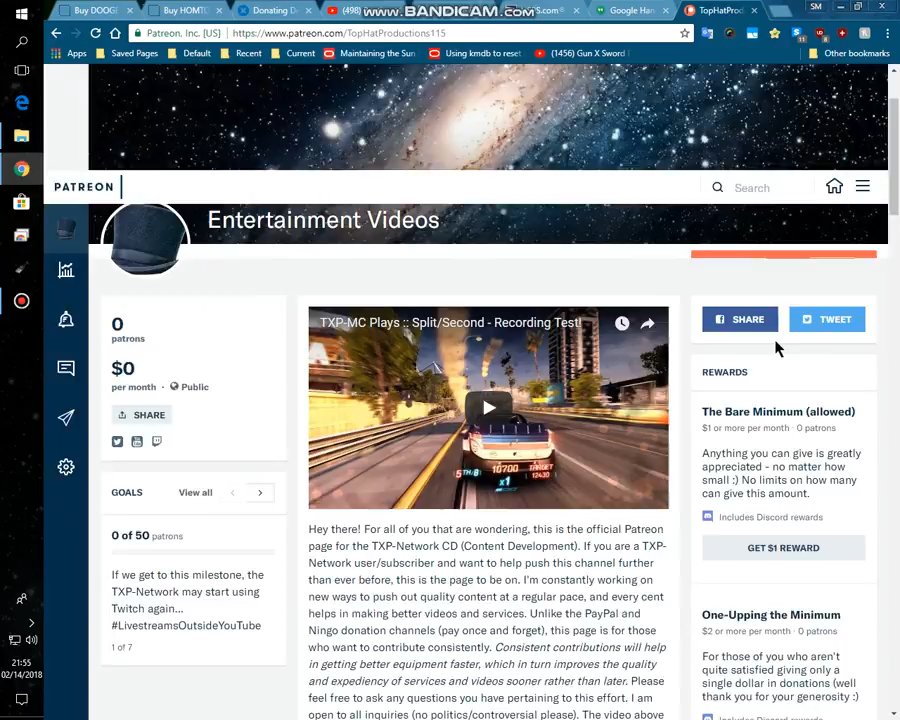 Buy DOOG
Buy HOMTO
Donating D
(498)
www.BANDICAM.com
S.com"
Google Han
TopHatProd
SM
Patreon, Inc. [US] https://www.patreon.com/TopHatProductions115
Apps Saved Pages Default Recent Current Maintaining the Sun Using kmdb to reset (1456) Gun X Sword Other bookmarks
PATREON
Search
Entertainment Videos
0
patrons
$0
per month · Public
SHARE
GOALS View all
0 of 50 patrons
If we get to this milestone, the
TXP-Network may start using
Twitch again...
#LivestreamsOutsideYouTube
1 of 7
TXP-MC Plays :: Split/Second - Recording Test!
5TH/8 10700 TARGET
12430
x1
Hey there! For all of you that are wondering, this is the official Patreon
page for the TXP-Network CD (Content Development). If you are a TXP-
Network user/subscriber and want to help push this channel further
than ever before, this is the page to be on. I'm constantly working on
new ways to push out quality content at a regular pace, and every cent
helps in making better videos and services. Unlike the PayPal and
Ningo donation channels (pay once and forget), this page is for those
who want to contribute consistently. Consistent contributions will help
in getting better equipment faster, which in turn improves the quality
and expediency of services and videos sooner rather than later. Please
feel free to ask any questions you have pertaining to this effort. I am
open to all inquiries (no politics/controversial please). The video above
SHARE
TWEET
REWARDS
The Bare Minimum (allowed)
$1 or more per month · 0 patrons
Anything you can give is greatly
appreciated - no matter how
small :) No limits on how many
can give this amount.
Includes Discord rewards
GET $1 REWARD
One-Upping the Minimum
$2 or more per month · 0 patrons
For those of you who aren't
quite satisfied giving only a
single dollar in donations (well
thank you for your generosity :)
Includes Discord rewards
21:55
02/14/2018